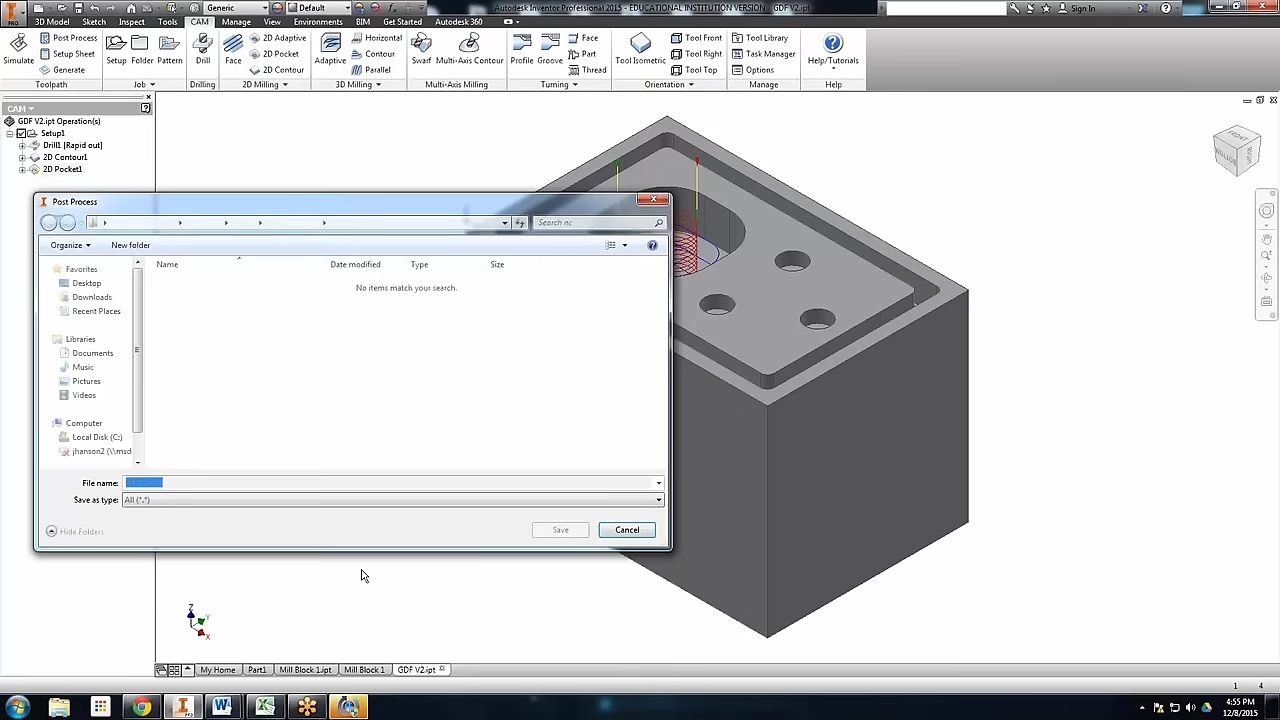 Generic
Default
Autodesk Inventor Professional 2015 - EDUCATIONAL INSTITUTION VERSION GDF V2.ipt
Sign In
PRO
3D Model
Sketch
Inspect
Tools
CAM
Manage
View
Environments
BIM
Get Started
Autodesk 360
Simulate
Post Process
Setup Sheet
Generate
Toolpath
Setup
Folder
Pattern
Job
Drill
Drilling
Face
2D Adaptive
2D Pocket
2D Contour
2D Milling
Adaptive
Horizontal
Contour
Parallel
3D Milling
Swarf
Multi-Axis Contour
Multi-Axis Milling
Profile
Groove
Face
Part
Thread
Turning
Tool Isometric
Tool Front
Tool Right
Tool Top
Orientation
Tool Library
Task Manager
Options
Manage
Help/Tutorials
Help
CAM
GDF V2.ipt Operation(s)
Setup1
Drill1 [Rapid out]
2D Contour1
2D Pocket1
FRONT
Post Process
Search nc
Organize
New folder
Name
Date modified
Type
Size
No items match your search.
Favorites
Desktop
Downloads
Recent Places
Libraries
Documents
Music
Pictures
Videos
Computer
Local Disk (C:)
jhanson2 (\\msd
File name:
Save as type: All (*.*)
Hide Folders
Save
Cancel
Z
Y
X
My Home
Part1
Mill Block 1.ipt
Mill Block 1
GDF V2.ipt
1
4
4:55 PM
12/8/2015